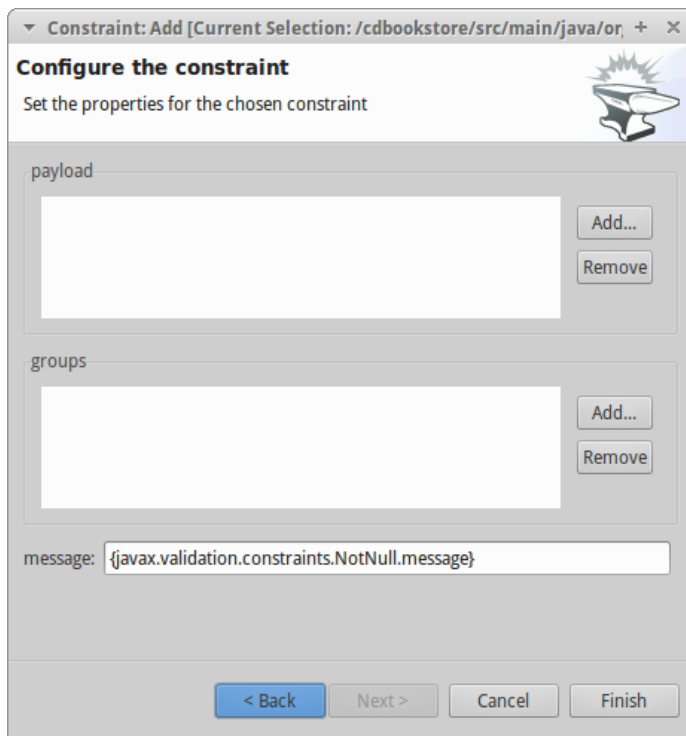 Constraint: Add [Current Selection: /cdbookstore/src/main/java/or
Configure the constraint
Set the properties for the chosen constraint
payload
Add...
Remove
groups
Add...
Remove
message: {javax.validation.constraints.NotNull.message}
< Back Next > Cancel Finish